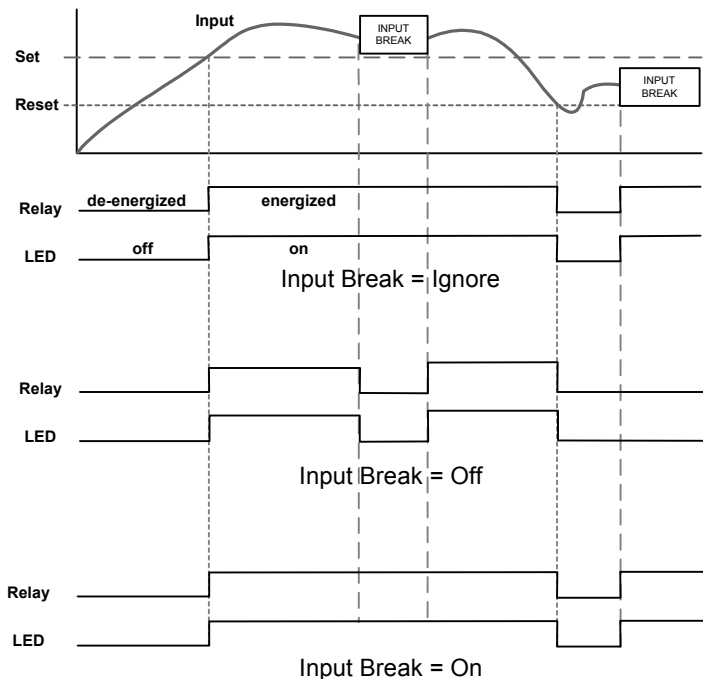 Input
INPUT
BREAK
Set
INPUT
BREAK
Reset
de-energized energized
Relay
off on
LED
Input Break = Ignore
Relay
LED
Input Break = Off
Relay
LED
Input Break = On